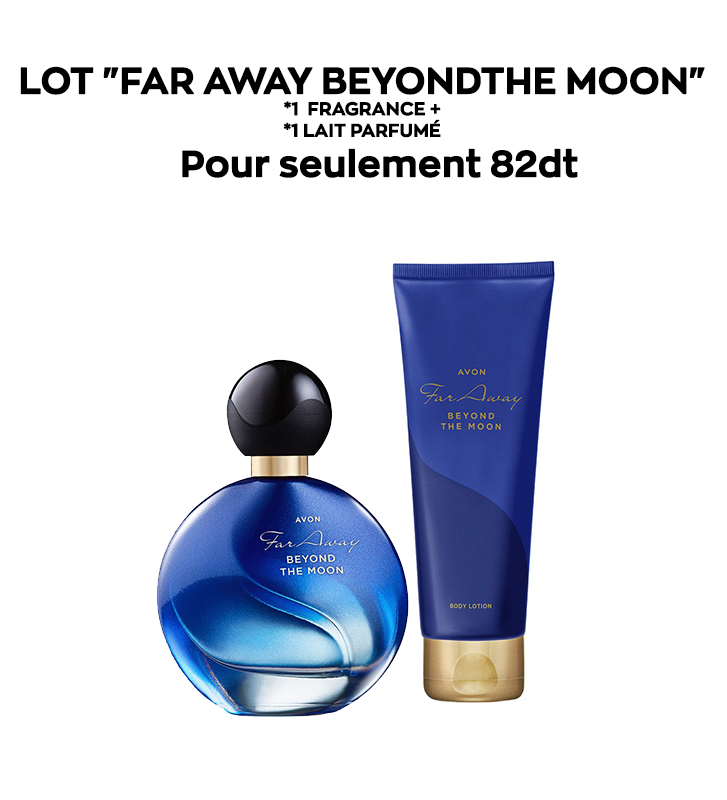 LOT "FAR AWAY BEYONDTHE MOON"
*1 FRAGRANCE +
*1 LAIT PARFUMÉ
Pour seulement 82dt
AVON
Far Away
BEYOND
THE MOON
BODY LOTION
AVON
Far Away
BEYOND
THE MOON